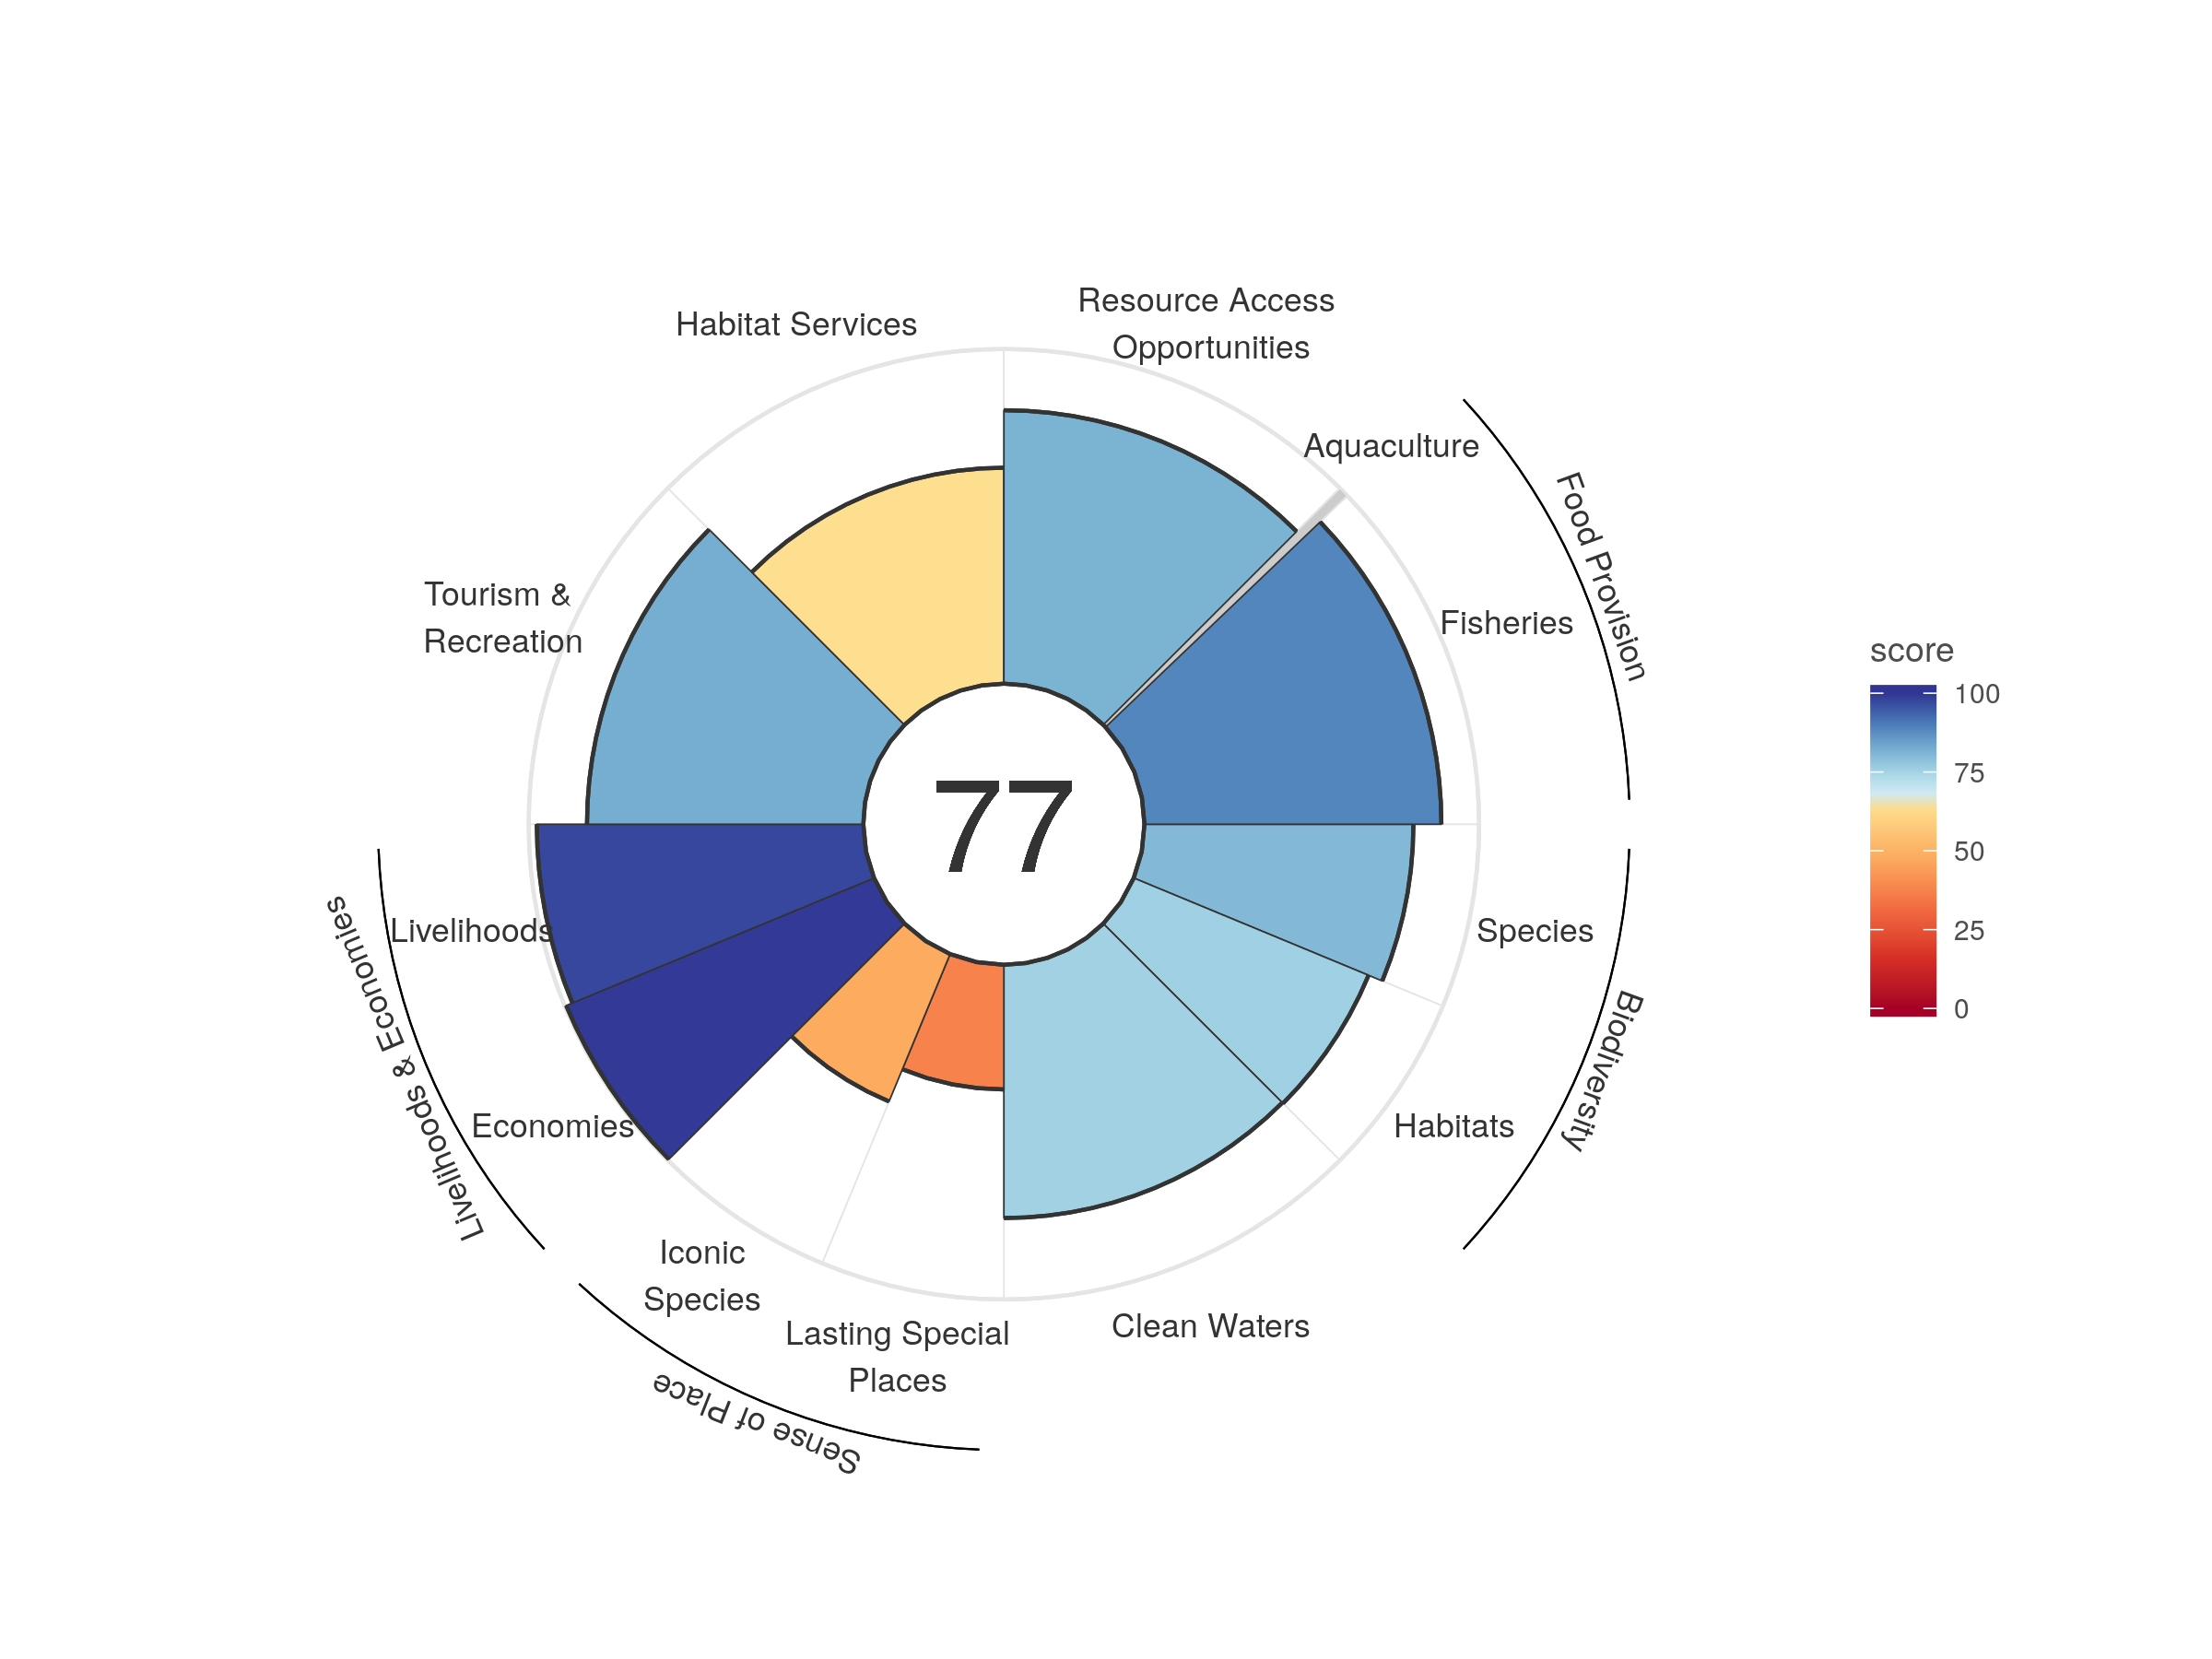 Resource Access
Opportunities
Habitat Services
Aquaculture
Food Provision
Tourism &
Recreation
Fisheries
score
100
75
50
25
0
77
Livelihoods
Species
Livelihoods & Economies
Biodiversity
Economies
Habitats
Iconic
Species
Lasting Special
Places
Clean Waters
Sense of Place